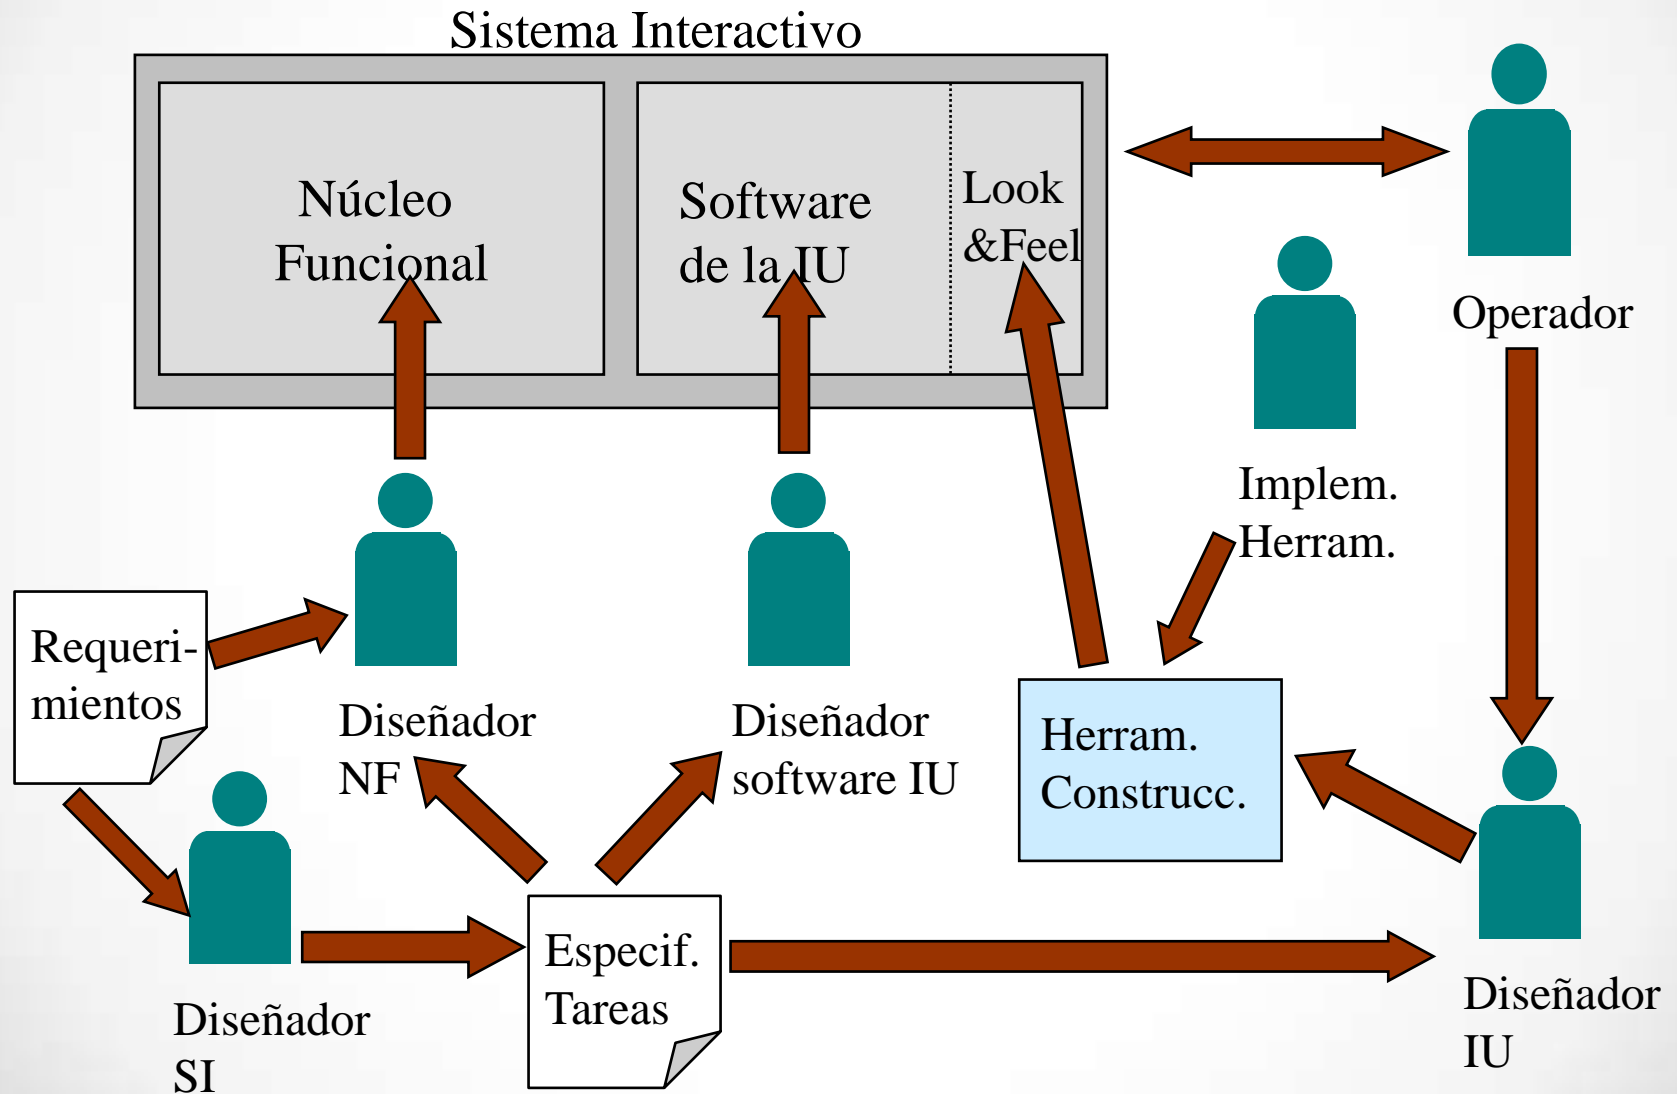 Sistema Interactivo
Núcleo
Funcional
Software
de la IU
Look
&Feel
Operador
Implem.
Herram.
Requeri-
mientos
Diseñador
NF
Diseñador
software IU
Herram.
Construcc.
Diseñador
SI
Especif.
Tareas
Diseñador
IU